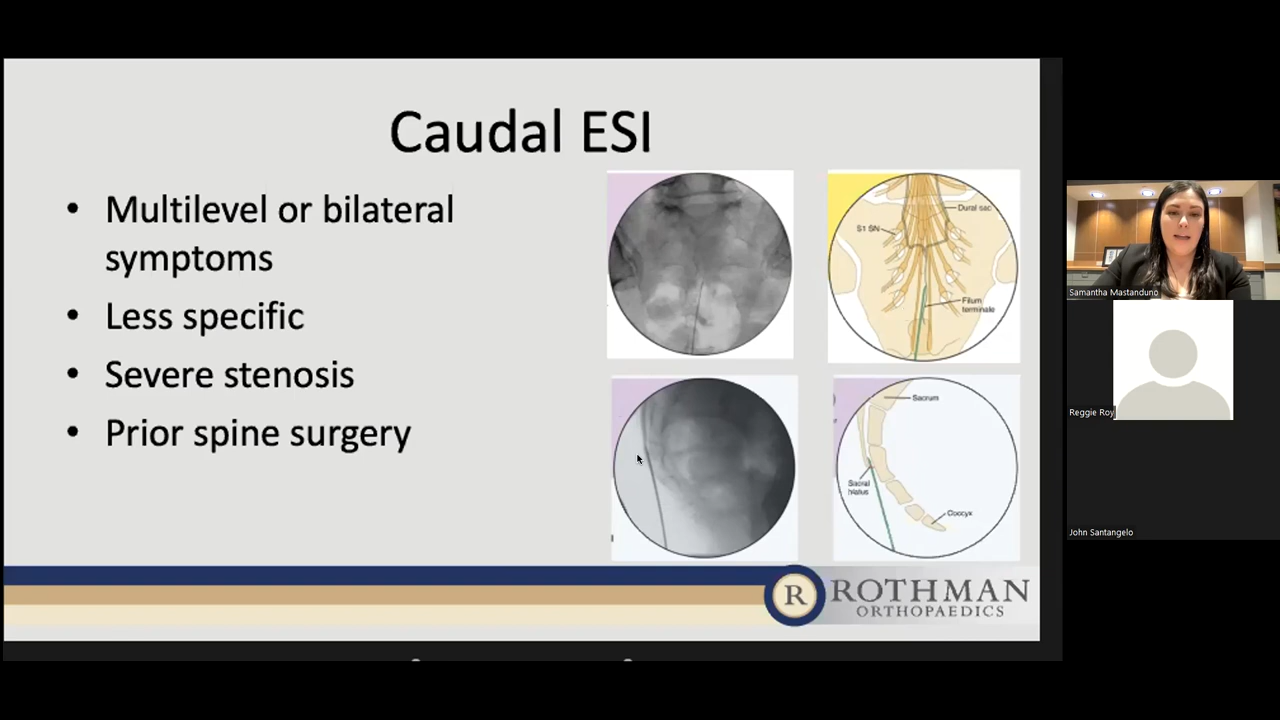 Caudal ESI
• Multilevel or bilateral
symptoms
• Less specific
• Severe stenosis
• Prior spine surgery
Dural sac
S1 SN
Filum
terminale
Sacrum
Sacral
hiatus
Coccyx
R ROTHMAN
ORTHOPAEDICS
Samantha Mastanduno
Reggie Roy
John Santangelo